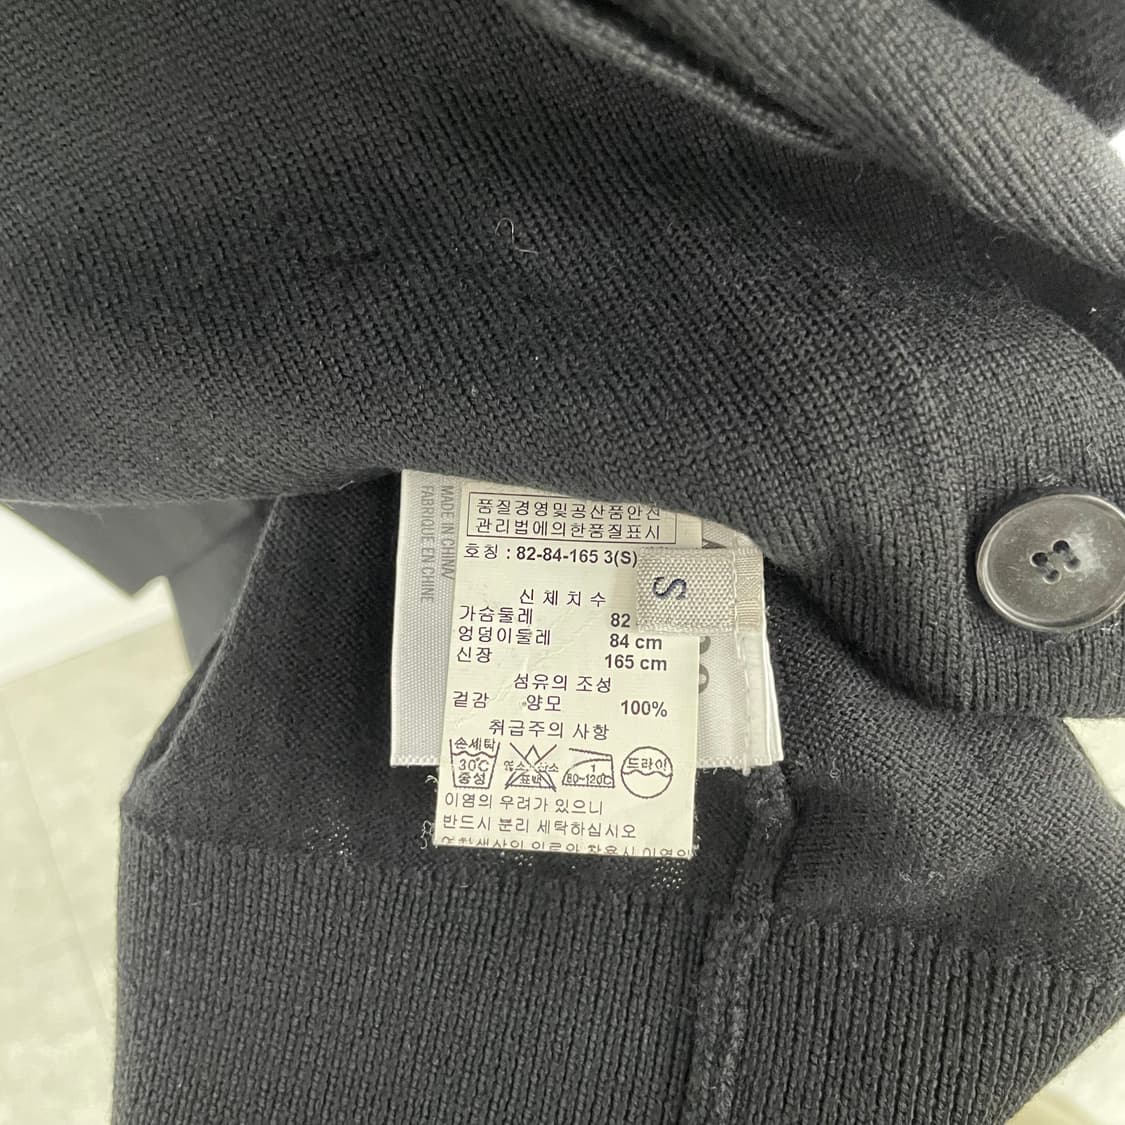 MADE IN CHINA/
FABRIQUE EN CHINE
품질경영및공산품안전
관리법에의한품질표시
호칭 : 82-84-165 3(S)
S
신 체 치 수
가슴둘레 82
엉덩이둘레 84 cm
신장 165 cm
섬유의 조성
겉감 양모 100%
취급주의 사항
손세탁
30℃
중성
표백
1
80~120℃
드라이
이염의 우려가 있으니
반드시 분리 세탁하십시오